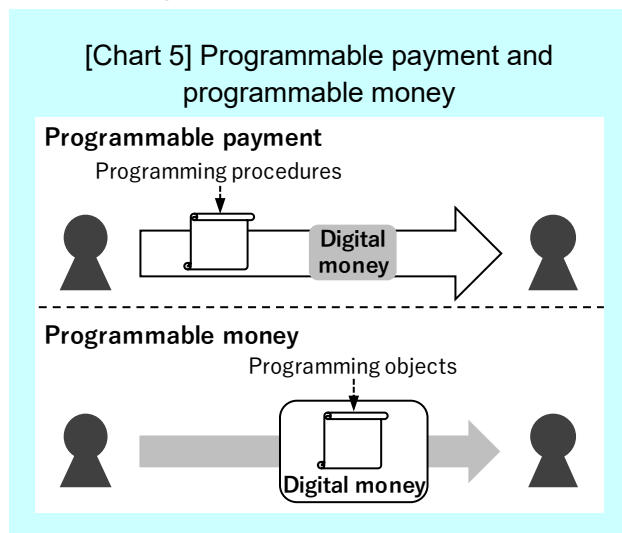 [Chart 5] Programmable payment and
programmable money
Programmable payment
Programming procedures
Digital
money
Programmable money
Programming objects
Digital money